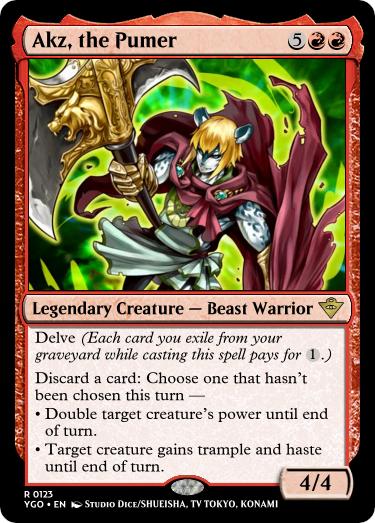 Akz, the Pumer 5
Legendary Creature — Beast Warrior
Delve (Each card you exile from your
graveyard while casting this spell pays for 1.)
Discard a card: Choose one that hasn't
been chosen this turn —
• Double target creature's power until end
of turn.
• Target creature gains trample and haste
until end of turn.
4/4
R 0123
YGO • EN Studio Dice/SHUEISHA, TV TOKYO, KONAMI